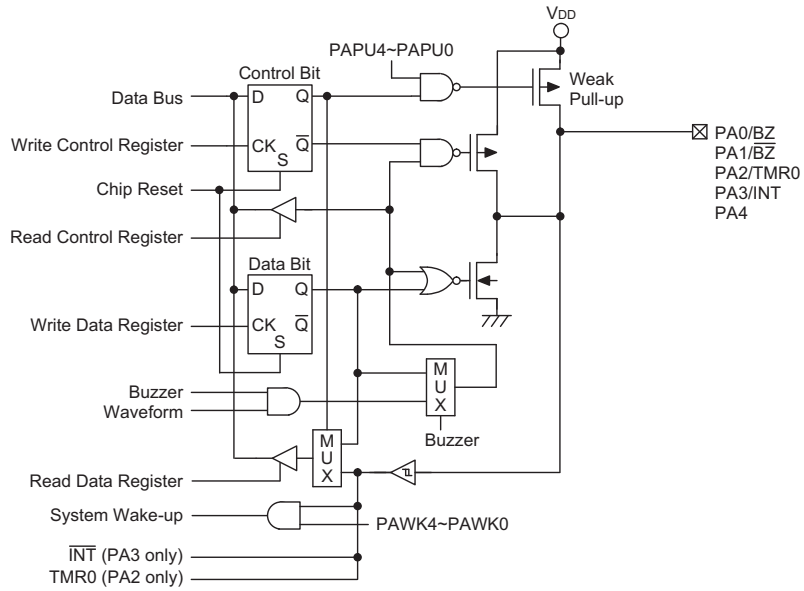 VDD
PAPU4~PAPU0
Control Bit
Weak
Pull-up
Data Bus
D
Q
PA0/BZ
Write Control Register
CK
Q̅
PA1/B̅Z̅
S
PA2/TMR0
Chip Reset
PA3/INT
PA4
Read Control Register
Data Bit
D
Q
Write Data Register
CK
Q̅
S
M
U
X
Buzzer
Waveform
Buzzer
M
U
X
Read Data Register
System Wake-up
PAWK4~PAWK0
I̅N̅T̅ (PA3 only)
TMR0 (PA2 only)